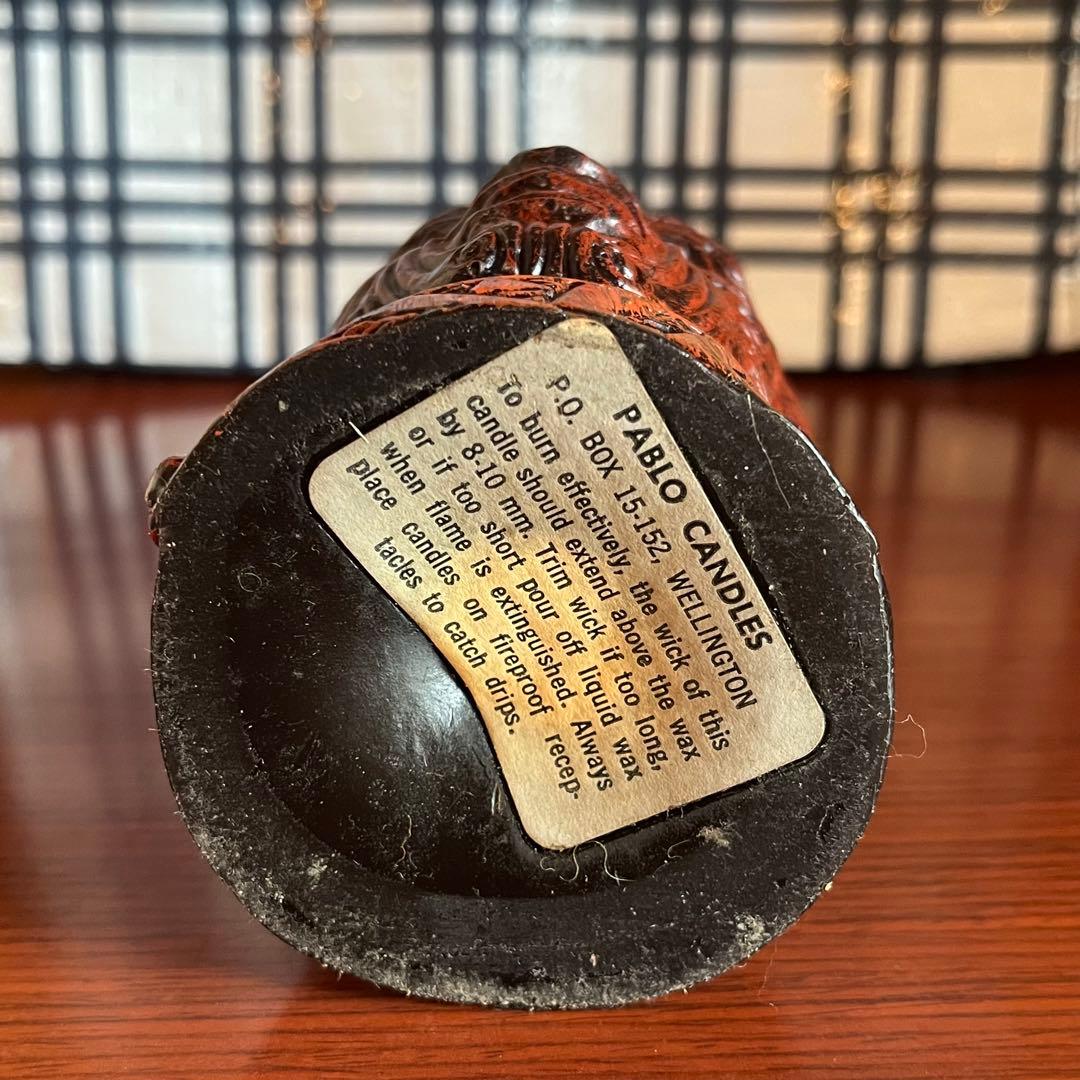 PABLO CANDLES
P.O. BOX 15-152, WELLINGTON
To burn effectively, the wick of this
candle should extend above the wax
by 8-10 mm. Trim wick if too long,
or if too short pour off liquid wax
when flame is extinguished. Always
place candles on fireproof recep-
tacles to catch drips.